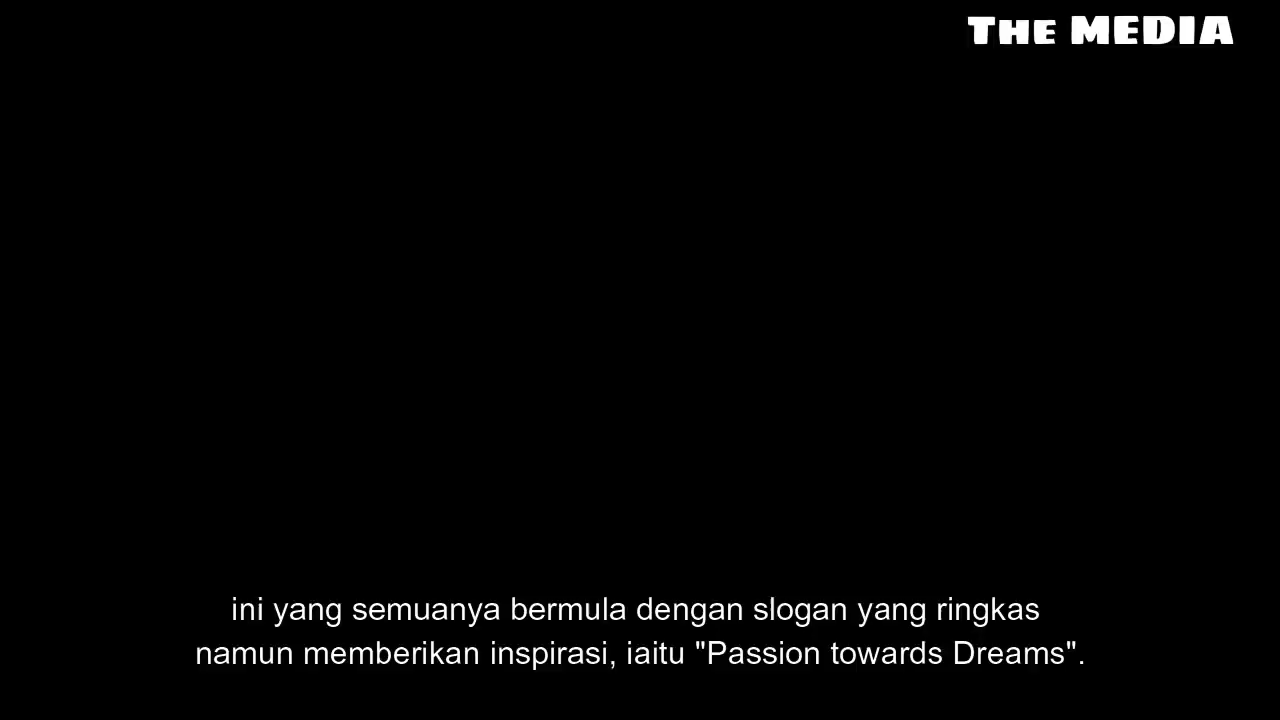 The MEDIA
ini yang semuanya bermula dengan slogan yang ringkas
namun memberikan inspirasi, iaitu "Passion towards Dreams".